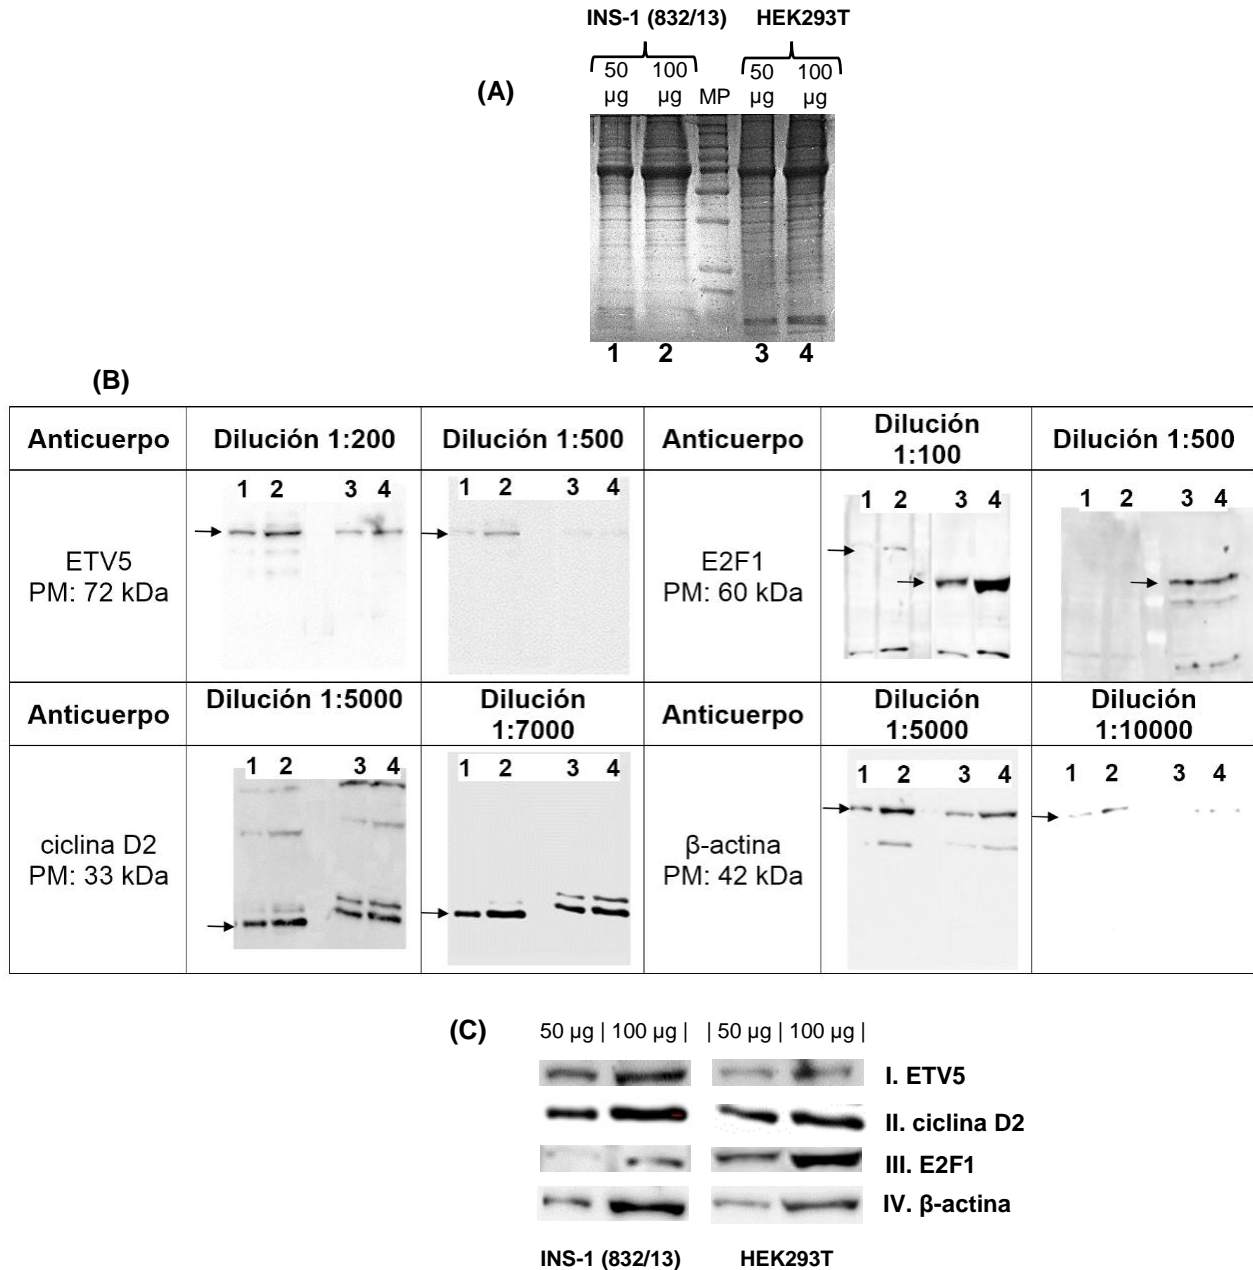 INS-1 (832/13) HEK293T
50 100 50 100
(A) µg µg MP µg µg
1 2 3 4
(B)
Anticuerpo Dilución 1:200 Dilución 1:500 Anticuerpo Dilución 1:100 Dilución 1:500
ETV5
PM: 72 kDa
1 2 3 4
1 2 3 4
E2F1
PM: 60 kDa
1 2 3 4
1 2 3 4
Anticuerpo Dilución 1:5000 Dilución 1:7000 Anticuerpo Dilución 1:5000 Dilución 1:10000
ciclina D2
PM: 33 kDa
1 2 3 4
1 2 3 4
β-actina
PM: 42 kDa
1 2 3 4
1 2 3 4
(C) 50 µg | 100 µg | | 50 µg | 100 µg |
I. ETV5
II. ciclina D2
III. E2F1
IV. β-actina
INS-1 (832/13) HEK293T